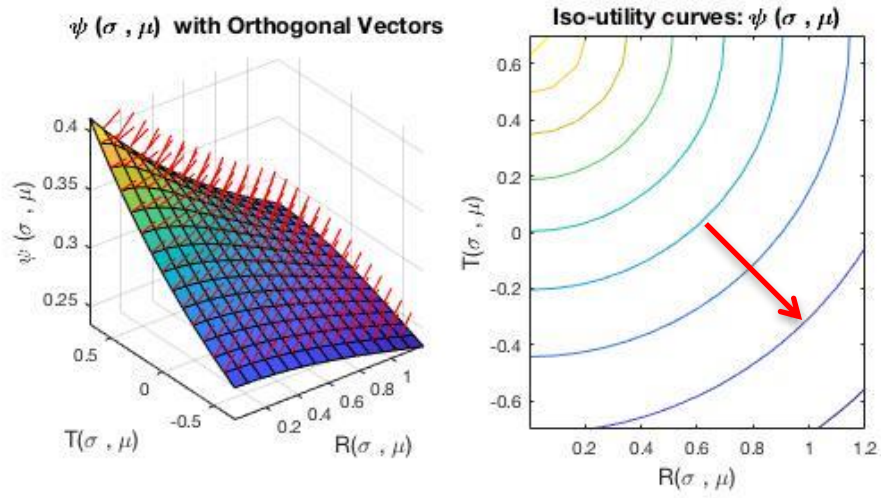 ψ (σ , μ) with Orthogonal Vectors
0.4
0.35
0.3
0.25
ψ (σ , μ)
0.5
0
-0.5
T(σ , μ)
0.2 0.4 0.6 0.8 1
R(σ , μ)
Iso-utility curves: ψ (σ , μ)
0.6
0.4
0.2
0
-0.2
-0.4
-0.6
T(σ , μ)
0.2 0.4 0.6 0.8 1 1.2
R(σ , μ)